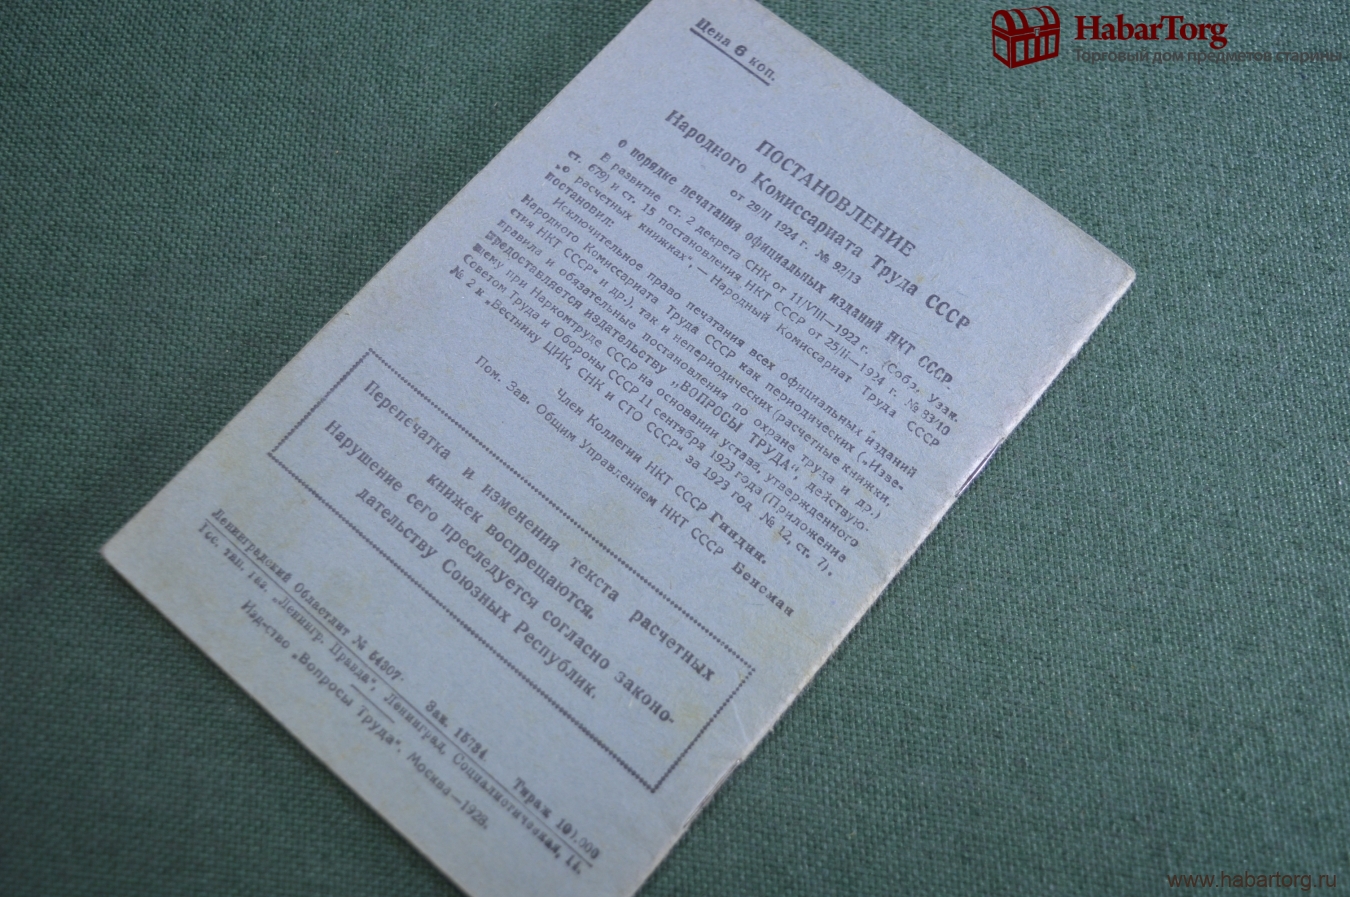 HabarTorg
Торговый дом предметов старины
Цена 6 коп.
ПОСТАНОВЛЕНИЕ
Народного Комиссариата Труда СССР
от 29/II 1924 г. № 92/13
о порядке печатания официальных изданий НКТ СССР.
В развитие ст. 2 декрета СНК от 11/VIII—1922 г. (Собр. Узак.
ст. 679) и ст. 15 постановления НКТ СССР от 25/II—1924 г. № 83/10
„о расчетных книжках", — Народный Комиссариат Труда СССР
постановил:
Исключительное право печатания всех официальных изданий
Народного Комиссариата Труда СССР как периодических („Изве-
стия НКТ СССР" и др.), так и непериодических (расчетные книжки,
правила и обязательные постановления по охране труда и др.)
предоставляется издательству „ВОПРОСЫ ТРУДА", действую-
щему при Наркомтруде СССР на основании устава, утвержденного
Советом Труда и Обороны СССР 11 сентября 1923 года (Приложение
№ 2 к „Вестнику ЦИК, СНК и СТО СССР" за 1923 год № 12, ст. 7).
Член Коллегии НКТ СССР Гиндин.
Пом. Зав. Общим Управлением НКТ СССР Бенсман
Перепечатка и изменения текста расчетных
книжек воспрещаются.
Нарушение сего преследуется согласно законо-
дательству Союзных Республик.
Ленинградский Областлит № 54307. Зак. 15734. Тираж 101.000
Гос. тип. „Ленингр. Правда", Ленинград, Социалистическая, 14.
Изд-ство „Вопросы Труда", Москва—1928.
www.habartorg.ru